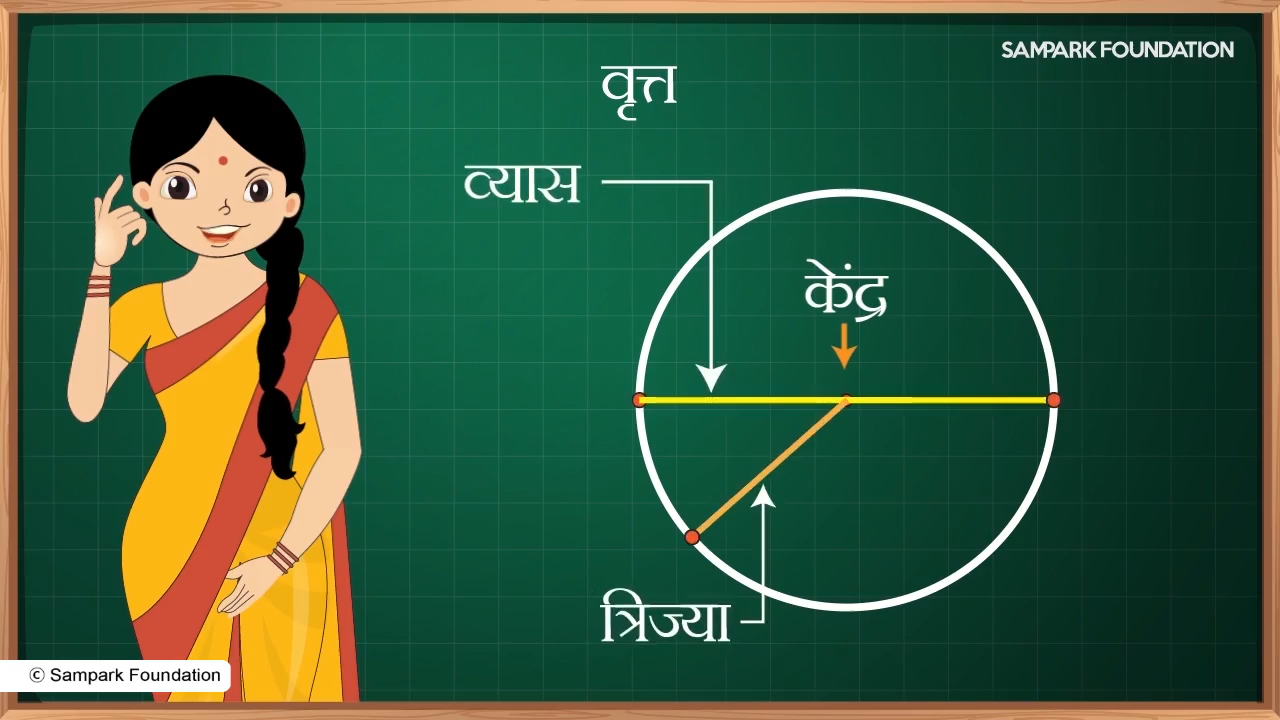 SAMPARK FOUNDATION
वृत्त
व्यास
केंद्र
त्रिज्या
© Sampark Foundation